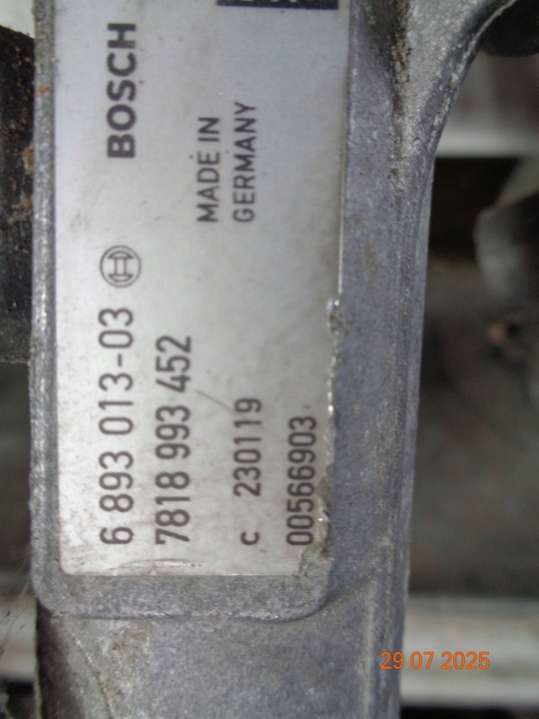 BOSCH
MADE IN
GERMANY
6 893 013-03
7818 993 452
c 230119
00566903
29 07 2025